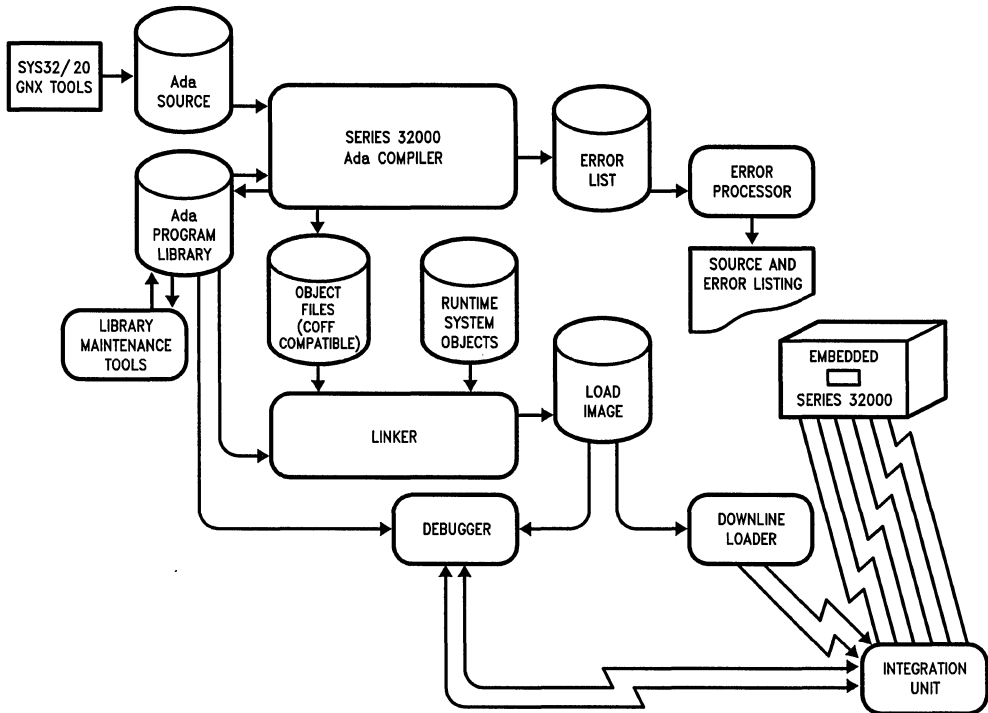 SYS32/20
GNX TOOLS
Ada
SOURCE
SERIES 32000
Ada COMPILER
ERROR
LIST
ERROR
PROCESSOR
SOURCE AND
ERROR LISTING
Ada
PROGRAM
LIBRARY
LIBRARY
MAINTENANCE
TOOLS
OBJECT
FILES
(COFF
COMPATIBLE)
RUNTIME
SYSTEM
OBJECTS
LINKER
LOAD
IMAGE
EMBEDDED
SERIES 32000
DEBUGGER
DOWNLINE
LOADER
INTEGRATION
UNIT